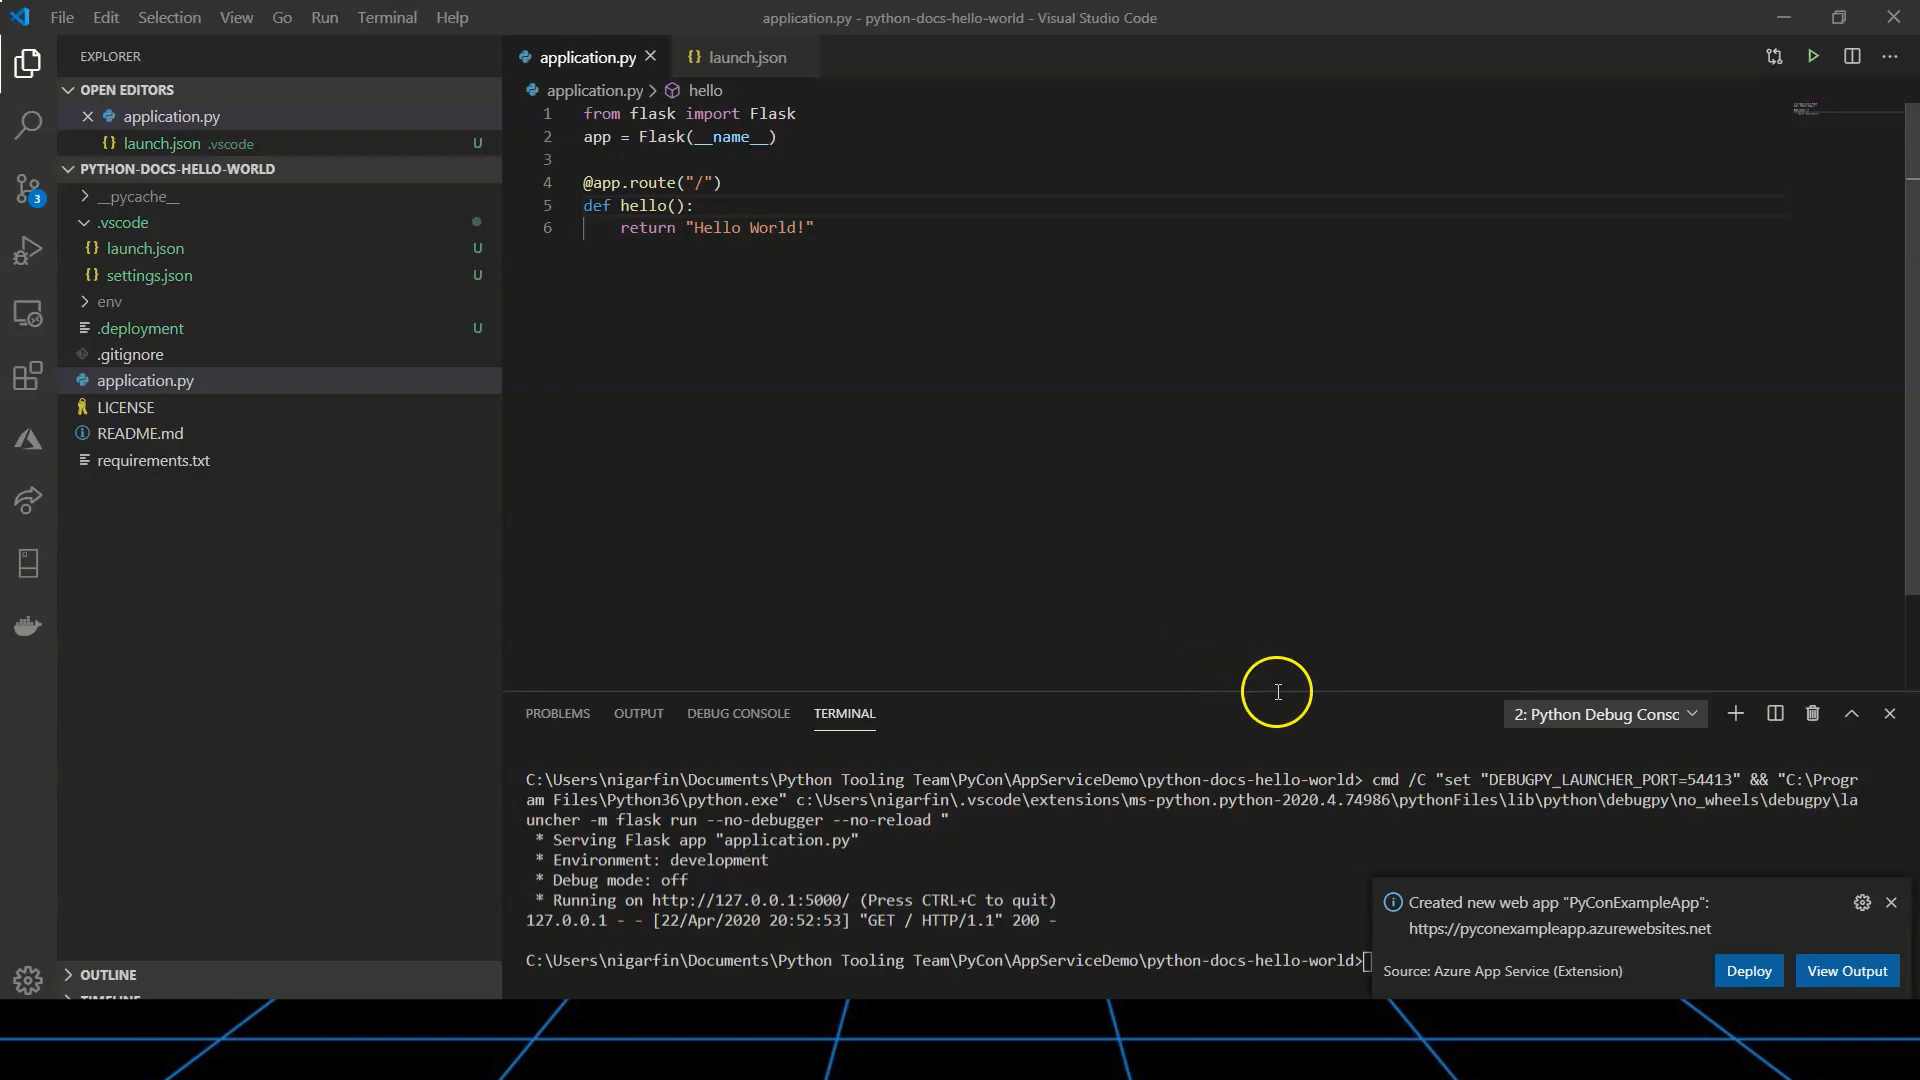 File Edit Selection View Go Run Terminal Help
application.py - python-docs-hello-world - Visual Studio Code
EXPLORER
OPEN EDITORS
application.py
launch.json .vscode U
PYTHON-DOCS-HELLO-WORLD
__pycache__
.vscode
launch.json U
settings.json U
env
.deployment U
.gitignore
application.py
LICENSE
README.md
requirements.txt
OUTLINE
TIMELINE
3
application.py
launch.json
application.py > hello
1 from flask import Flask
2 app = Flask(__name__)
3
4 @app.route("/")
5 def hello():
6 return "Hello World!"
PROBLEMS OUTPUT DEBUG CONSOLE TERMINAL
2: Python Debug Consc
C:\Users\nigarfin\Documents\Python Tooling Team\PyCon\AppServiceDemo\python-docs-hello-world> cmd /C "set "DEBUGPY_LAUNCHER_PORT=54413" && "C:\Progr
am Files\Python36\python.exe" c:\Users\nigarfin\.vscode\extensions\ms-python.python-2020.4.74986\pythonFiles\lib\python\debugpy\no_wheels\debugpy\la
uncher -m flask run --no-debugger --no-reload "
* Serving Flask app "application.py"
* Environment: development
* Debug mode: off
* Running on http://127.0.0.1:5000/ (Press CTRL+C to quit)
127.0.0.1 - - [22/Apr/2020 20:52:53] "GET / HTTP/1.1" 200 -
C:\Users\nigarfin\Documents\Python Tooling Team\PyCon\AppServiceDemo\python-docs-hello-world>
Created new web app "PyConExampleApp":
https://pyconexampleapp.azurewebsites.net
Source: Azure App Service (Extension)
Deploy
View Output